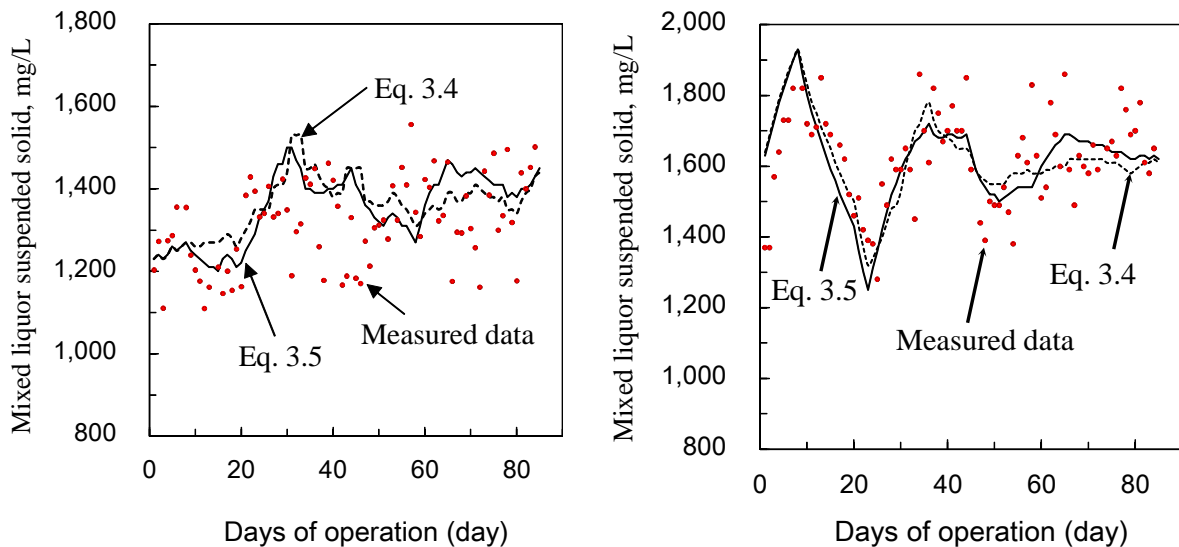 Mixed liquor suspended solid, mg/L
1,800
1,600
1,400
1,200
1,000
800
0 20 40 60 80
Days of operation (day)
Eq. 3.4
Measured data
Eq. 3.5
Mixed liquor suspended solid, mg/L
2,000
1,800
1,600
1,400
1,200
1,000
800
0 20 40 60 80
Days of operation (day)
Eq. 3.5
Eq. 3.4
Measured data